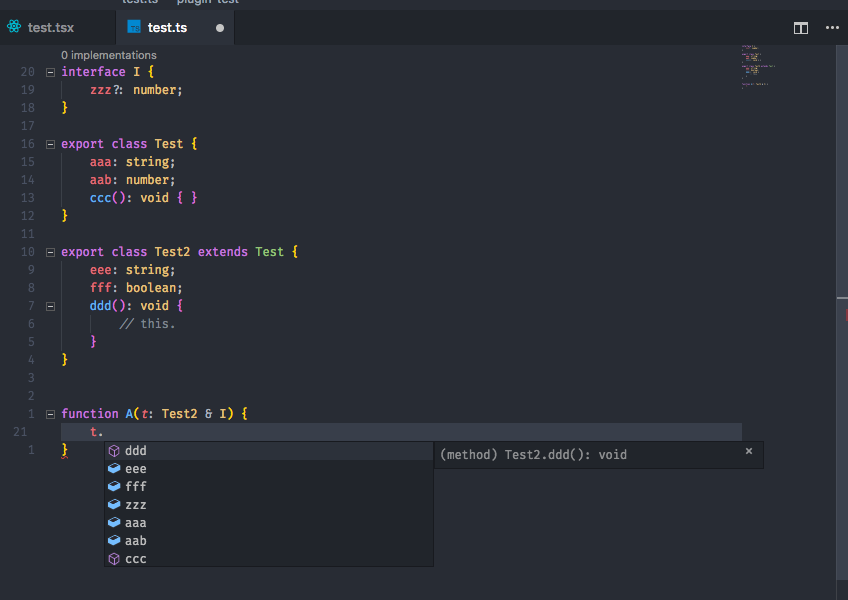 test.ts plugin-test
test.tsx test.ts
0 implementations
20 interface I {
19 zzz?: number;
18 }
17
16 export class Test {
15 aaa: string;
14 aab: number;
13 ccc(): void { }
12 }
11
10 export class Test2 extends Test {
9 eee: string;
8 fff: boolean;
7 ddd(): void {
6 // this.
5 }
4 }
3
2
1 function A(t: Test2 & I) {
21 t.
1 }
ddd
(method) Test2.ddd(): void ×
eee
fff
zzz
aaa
aab
ccc